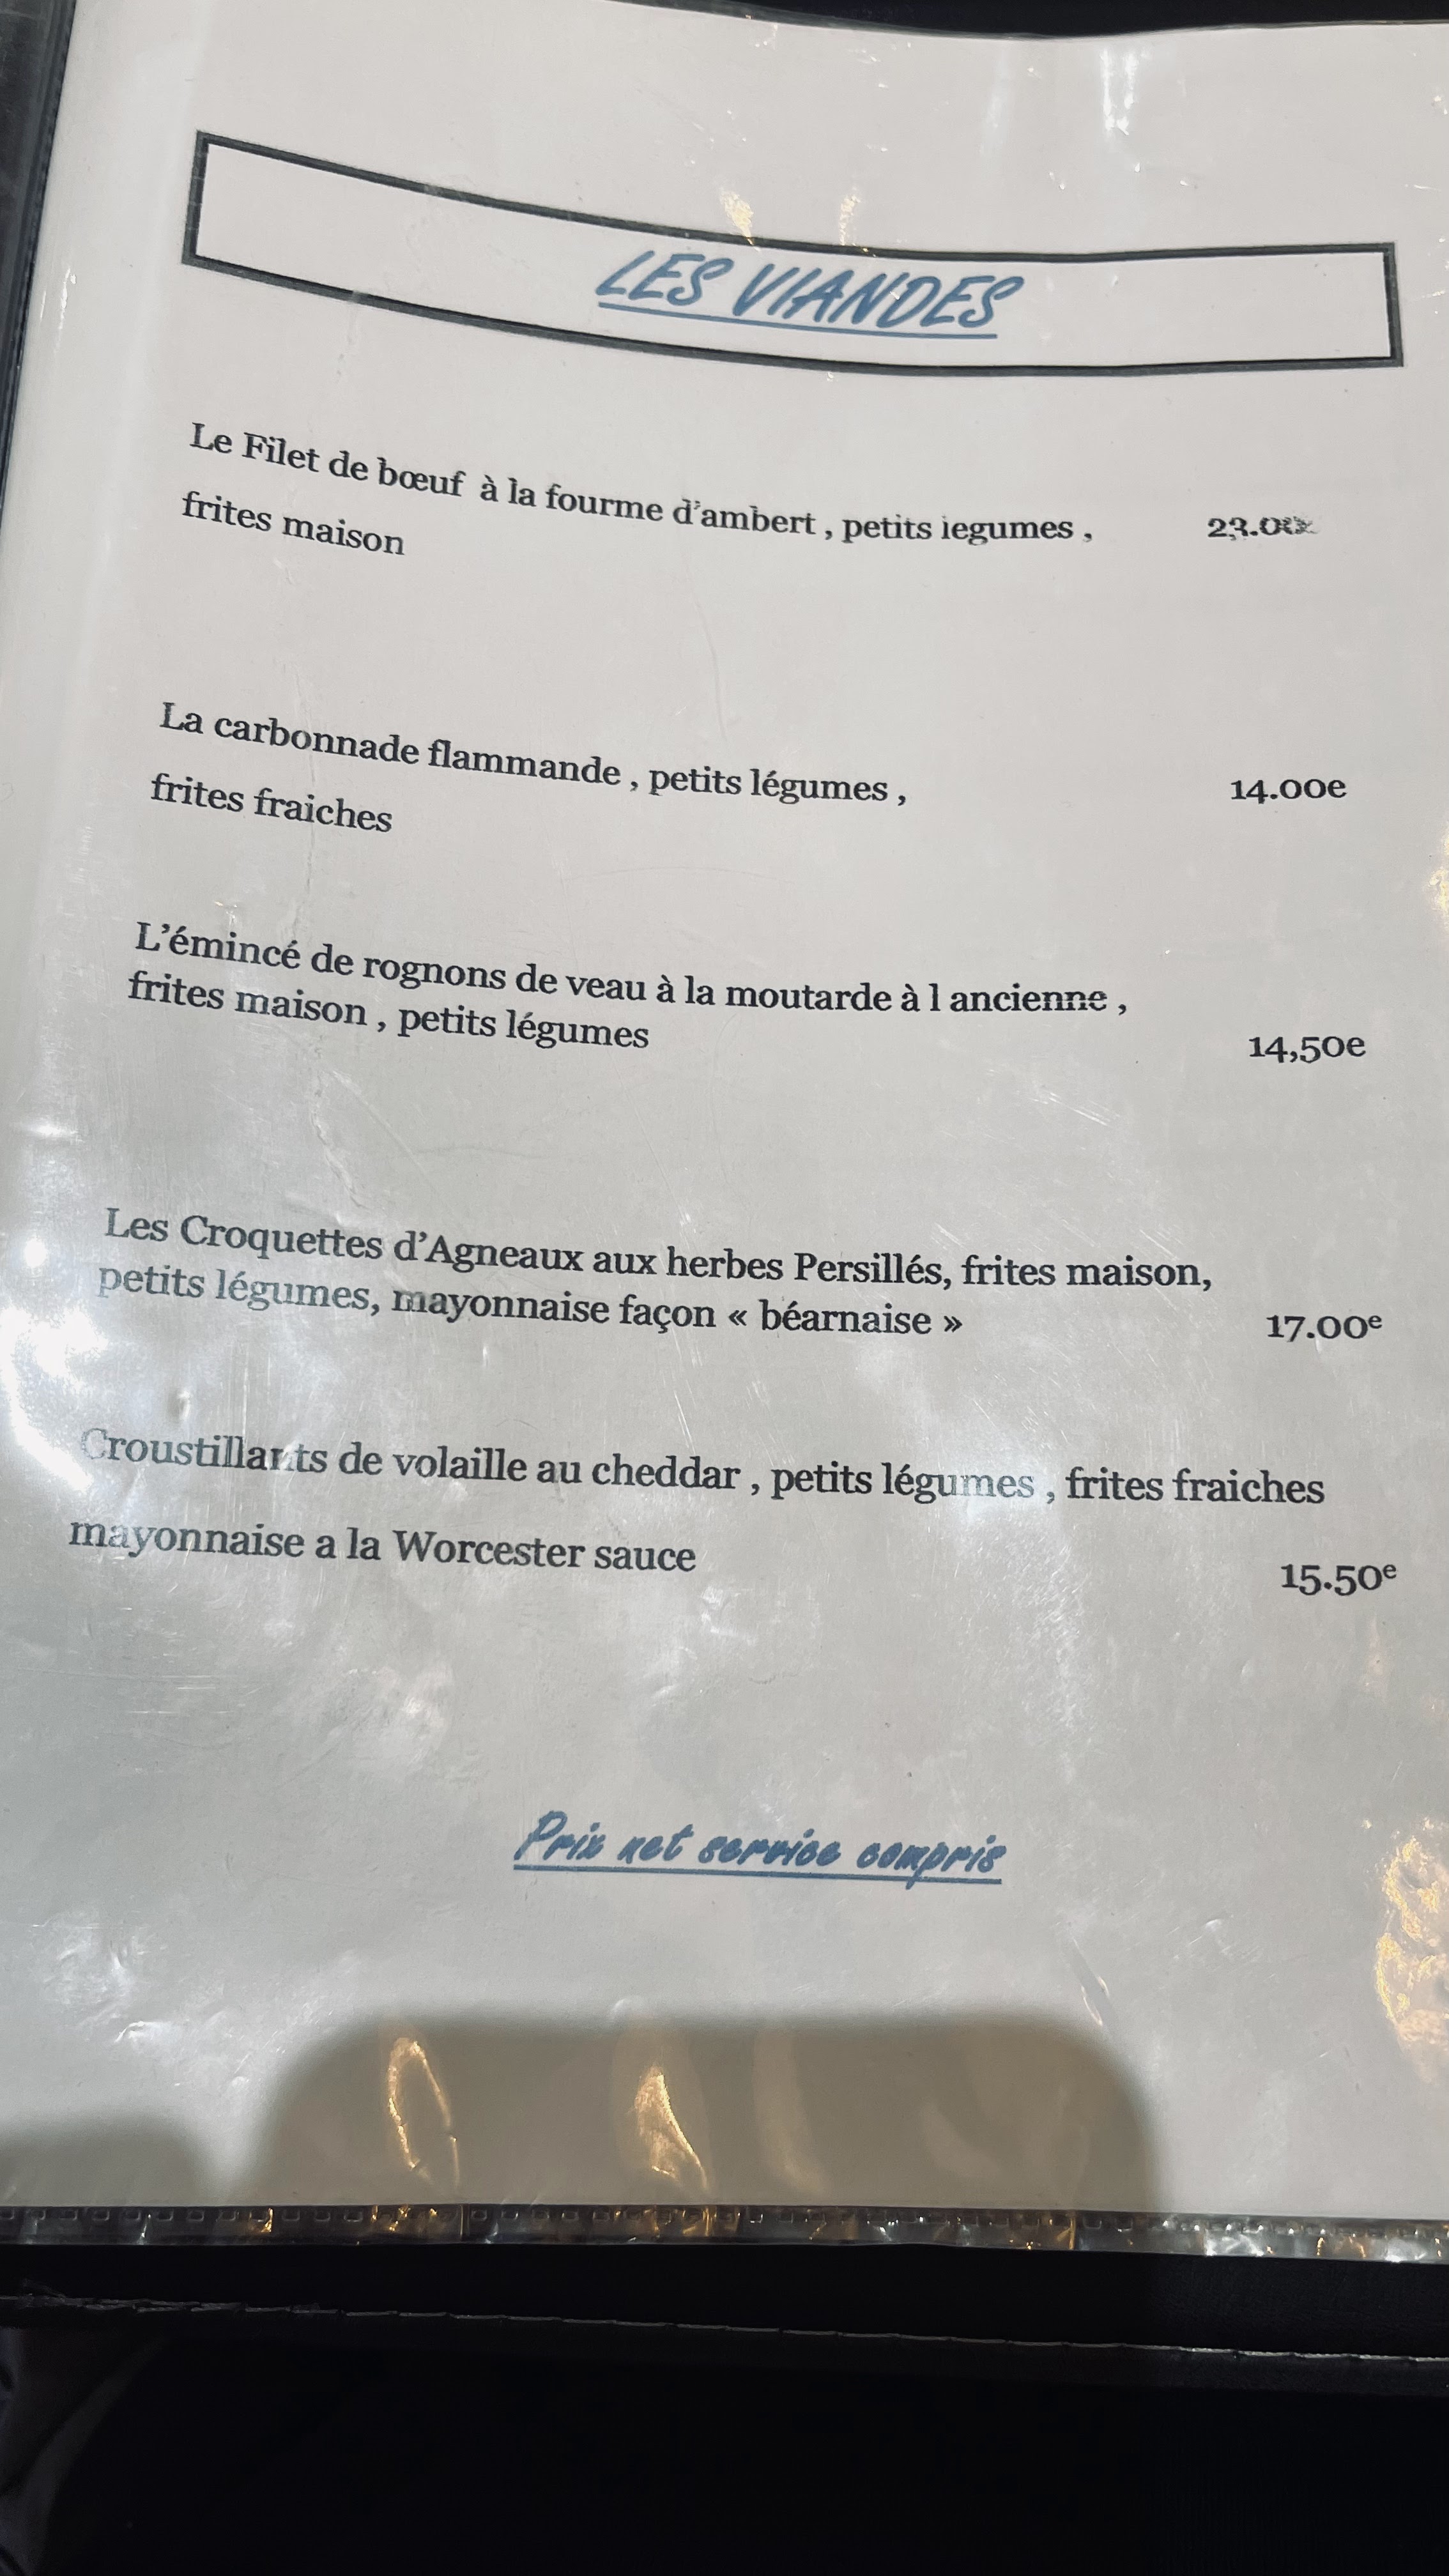 LES VIANDES
Le Filet de bœuf à la fourme d'ambert , petits legumes ,
frites maison
La carbonnade flammande , petits légumes ,
14.00e
frites fraiches
L'émincé de rognons de veau à la moutarde à l ancienne ,
frites maison , petits légumes
14,50e
Les Croquettes d'Agneaux aux herbes Persillés, frites maison,
petits légumes, mayonnaise façon « béarnaise »
17.00e
Croustillants de volaille au cheddar , petits légumes , frites fraiches
mayonnaise a la Worcester sauce
15.50e
Prix net service compris